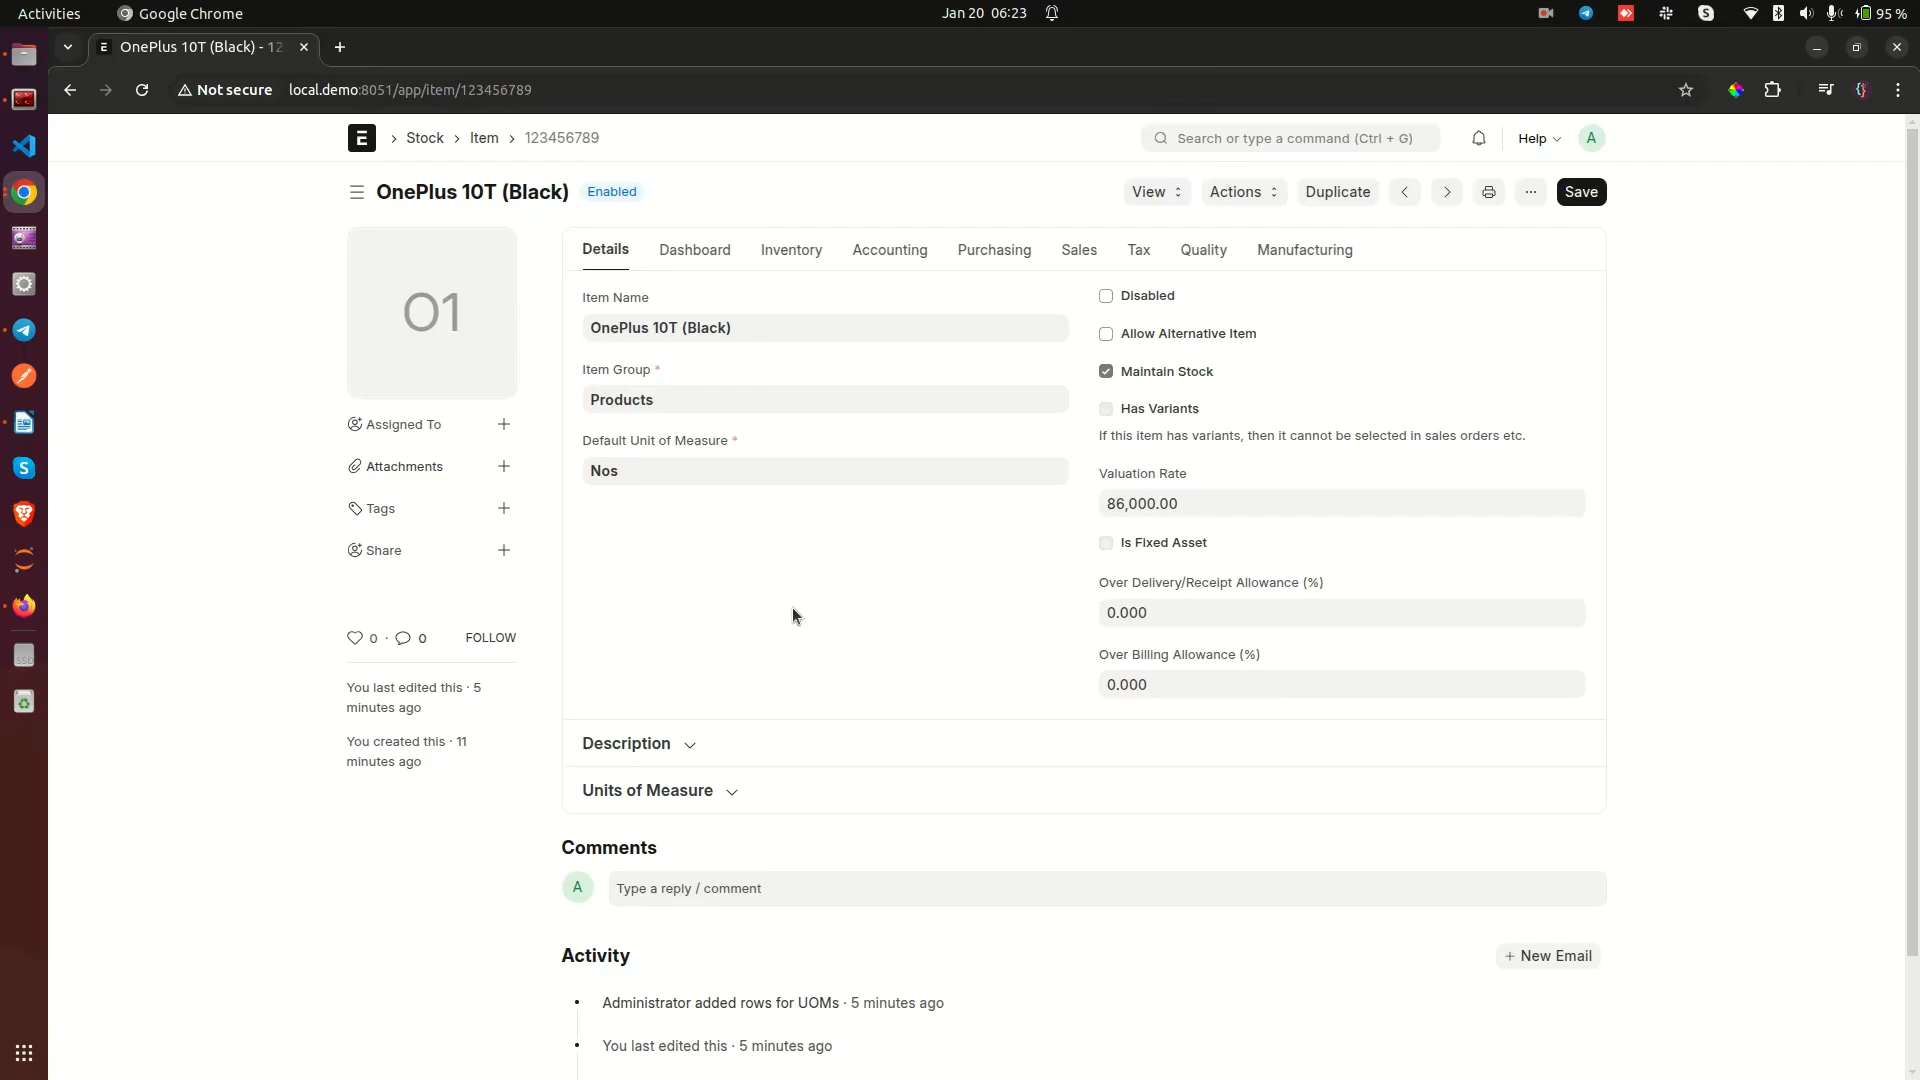 Activities
Google Chrome
Jan 20 06:23
95 %
E OnePlus 10T (Black) - 12
Not secure
local.demo:8051/app/item/123456789
E
Stock
Item
123456789
Search or type a command (Ctrl + G)
Help
A
OnePlus 10T (Black)
Enabled
View
Actions
Duplicate
Save
O1
Assigned To
Attachments
Tags
Share
0 · 0
FOLLOW
You last edited this · 5
minutes ago
You created this · 11
minutes ago
Details
Dashboard
Inventory
Accounting
Purchasing
Sales
Tax
Quality
Manufacturing
Item Name
OnePlus 10T (Black)
Item Group *
Products
Default Unit of Measure *
Nos
Disabled
Allow Alternative Item
Maintain Stock
Has Variants
If this item has variants, then it cannot be selected in sales orders etc.
Valuation Rate
86,000.00
Is Fixed Asset
Over Delivery/Receipt Allowance (%)
0.000
Over Billing Allowance (%)
0.000
Description
Units of Measure
Comments
A
Type a reply / comment
Activity
+ New Email
Administrator added rows for UOMs · 5 minutes ago
You last edited this · 5 minutes ago